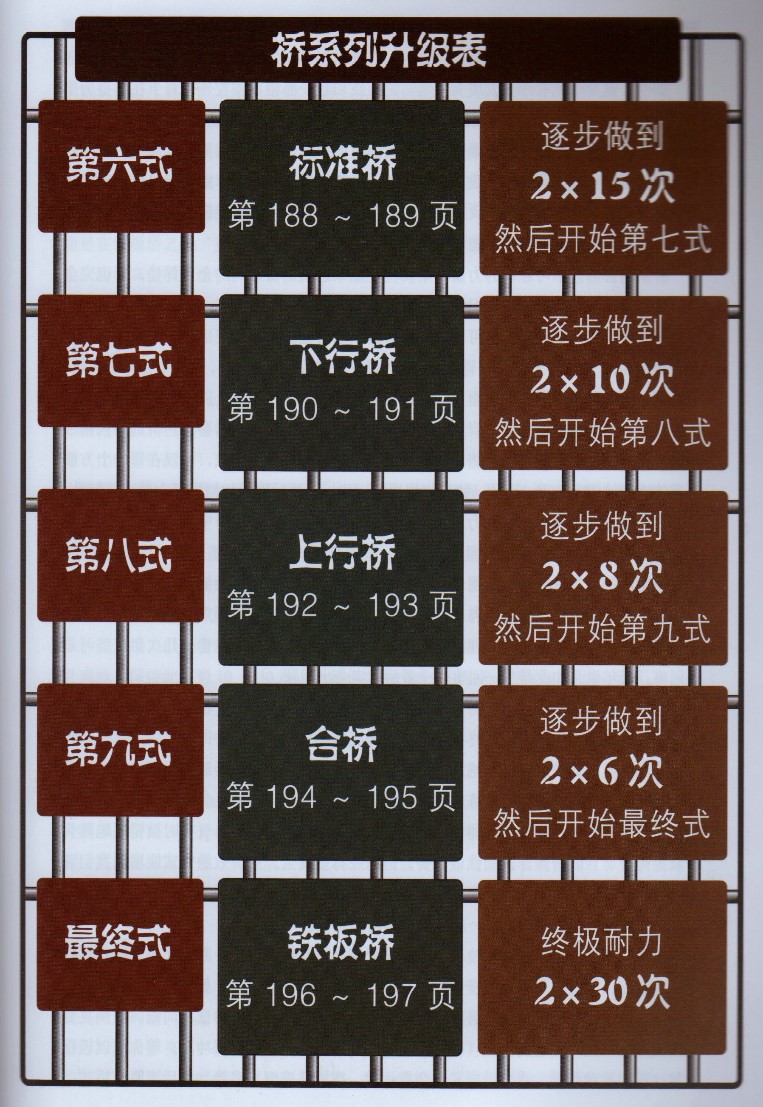 桥系列升级表
第六式
标准桥
第 188 ~ 189 页
逐步做到
2×15 次
然后开始第七式
第七式
下行桥
第 190 ~ 191 页
逐步做到
2×10 次
然后开始第八式
第八式
上行桥
第 192 ~ 193 页
逐步做到
2×8 次
然后开始第九式
第九式
合桥
第 194 ~ 195 页
逐步做到
2×6 次
然后开始最终式
最终式
铁板桥
第 196 ~ 197 页
终极耐力
2×30 次